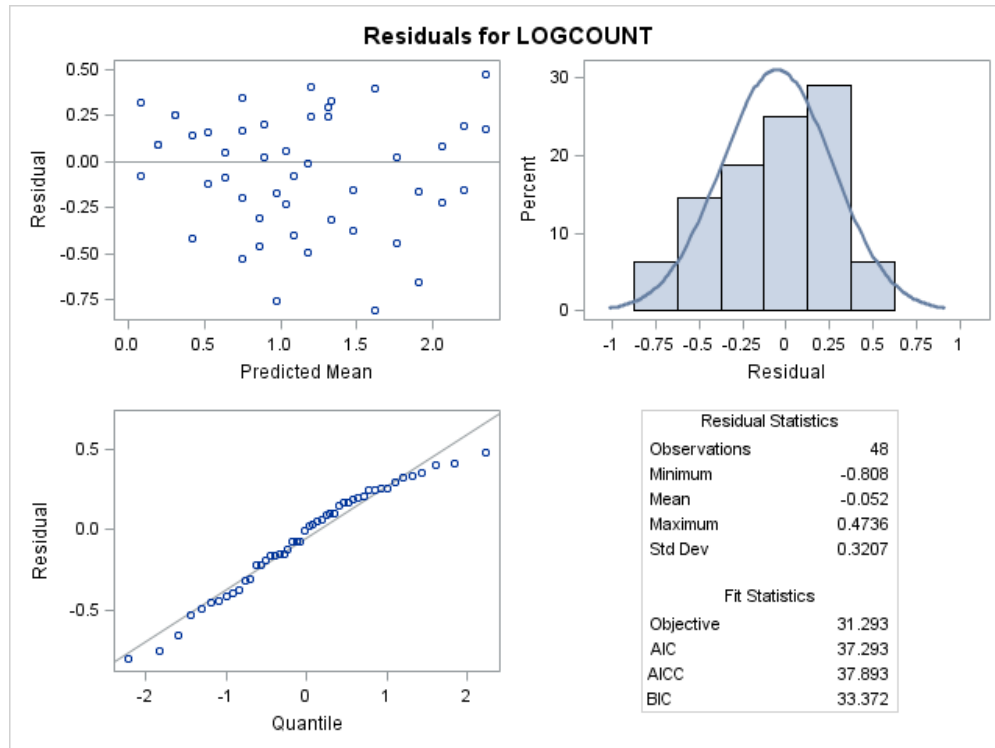 Residuals for LOGCOUNT
0.50
0.25
0.00
-0.25
-0.50
-0.75
Residual
0.0 0.5 1.0 1.5 2.0
Predicted Mean
30
20
10
0
Percent
-1 -0.75 -0.5 -0.25 0 0.25 0.5 0.75 1
Residual
0.5
0.0
-0.5
Residual
-2 -1 0 1 2
Quantile
Residual Statistics
Observations 48
Minimum -0.808
Mean -0.052
Maximum 0.4736
Std Dev 0.3207
Fit Statistics
Objective 31.293
AIC 37.293
AICC 37.893
BIC 33.372